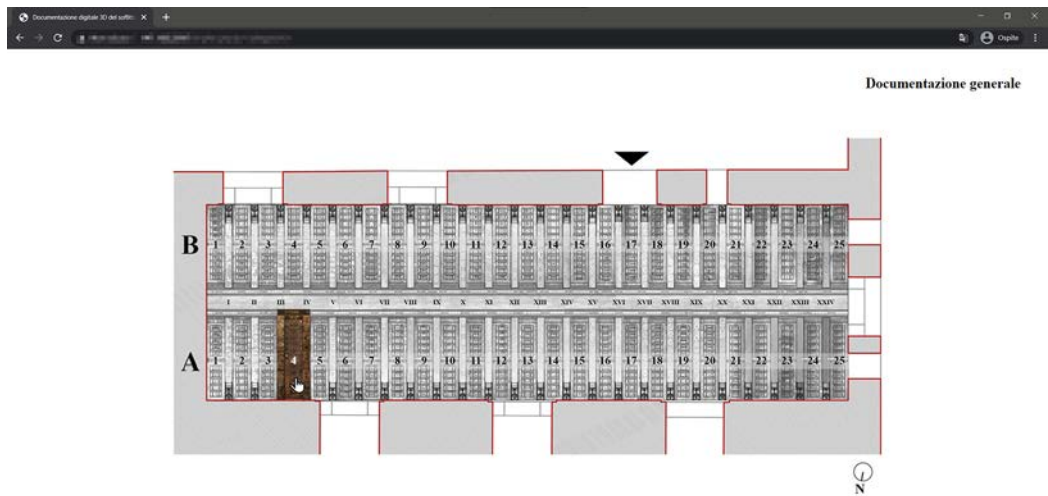 Documentazione digitale 3D del soffitt
Ospite
Documentazione generale
B
1 2 3 4 5 6 7 8 9 10 11 12 13 14 15 16 17 18 19 20 21 22 23 24 25
I II III IV V VI VII VIII IX X XI XII XIII XIV XV XVI XVII XVIII XIX XX XXI XXII XXIII XXIV
A
1 2 3 4 5 6 7 8 9 10 11 12 13 14 15 16 17 18 19 20 21 22 23 24 25
N